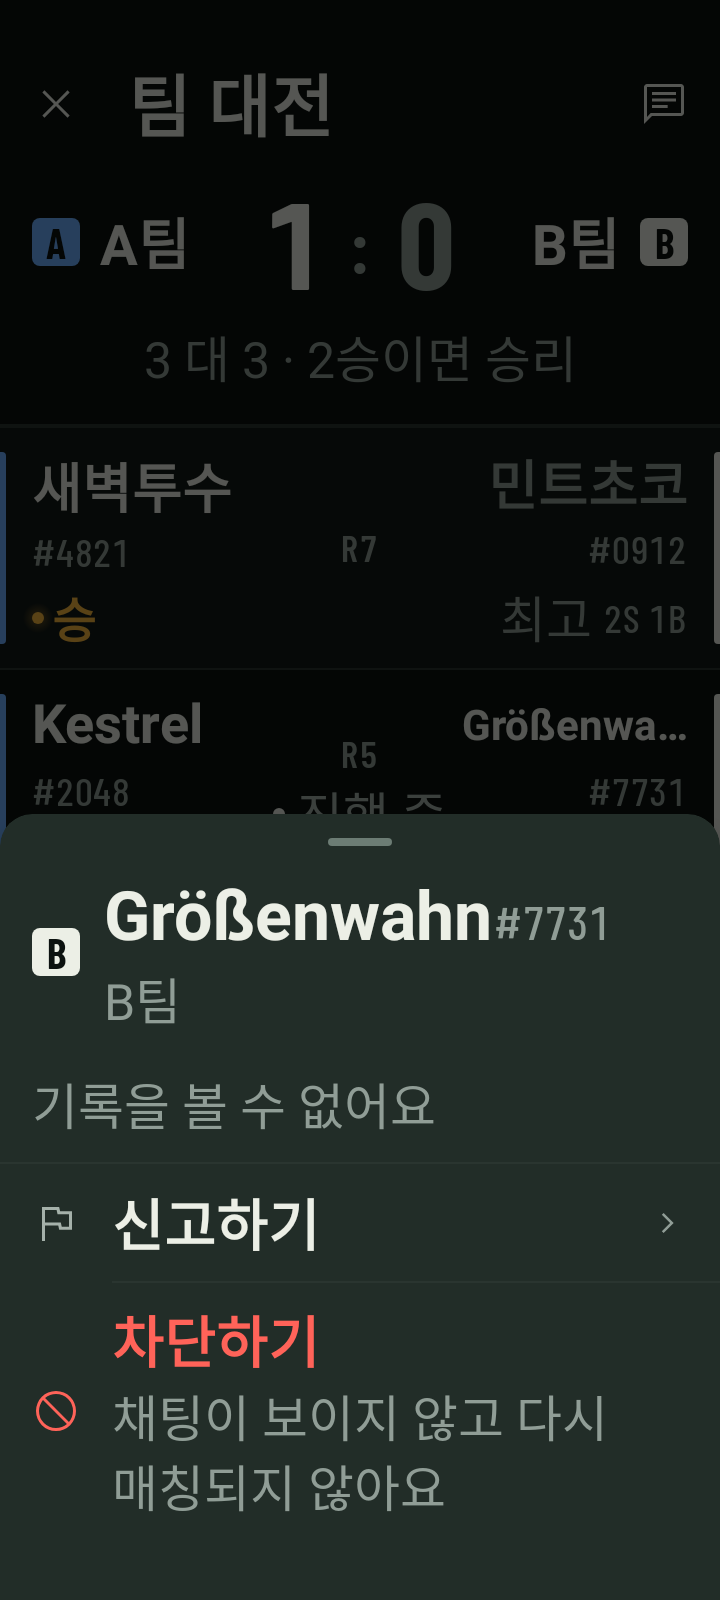 팀 대전
A A팀 1 : 0 B팀 B
3 대 3 · 2승이면 승리
새벽투수 민트초코
#4821 R7 #0912
승 최고 2S 1B
Kestrel R5 Größenwa...
#2048 #7731
Größenwahn #7731
B B팀
기록을 볼 수 없어요
신고하기
차단하기
채팅이 보이지 않고 다시
매칭되지 않아요